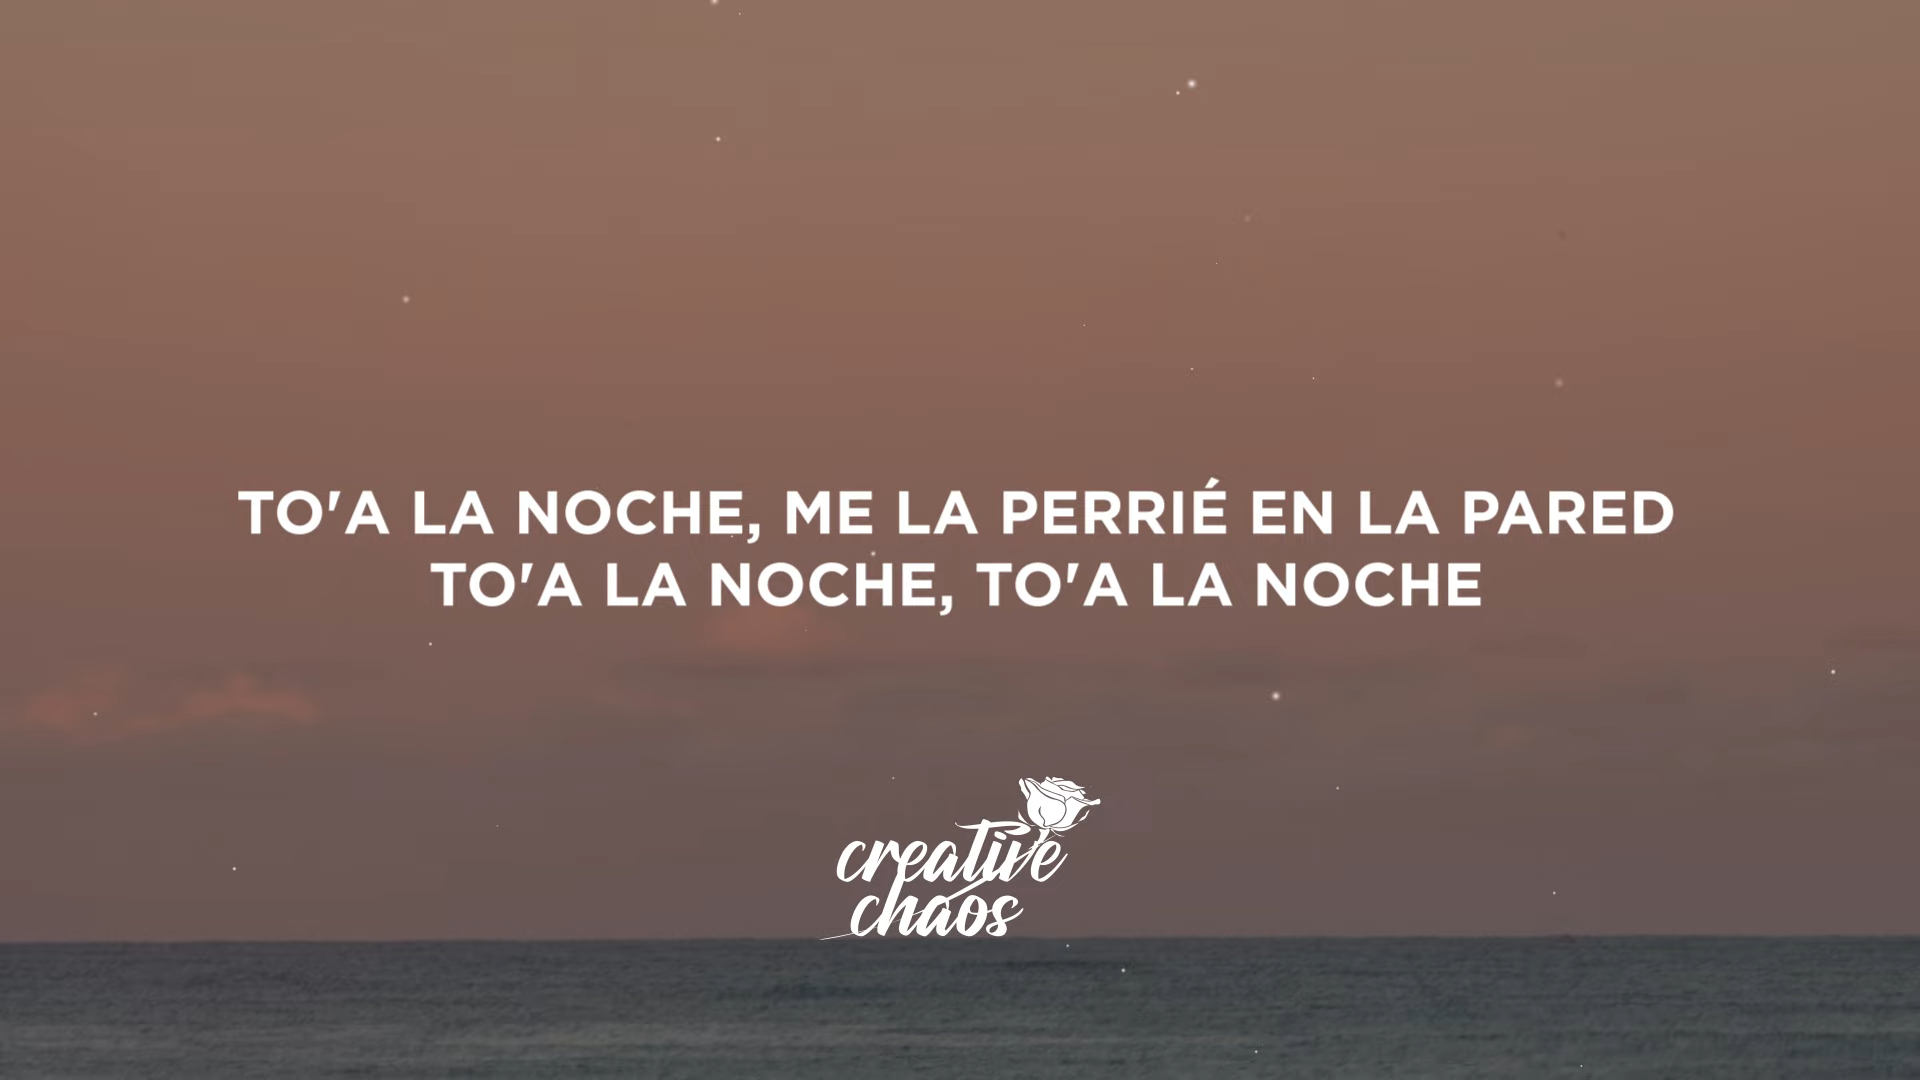 TO'A LA NOCHE, ME LA PERRIÉ EN LA PARED
TO'A LA NOCHE, TO'A LA NOCHE
creative
chaos